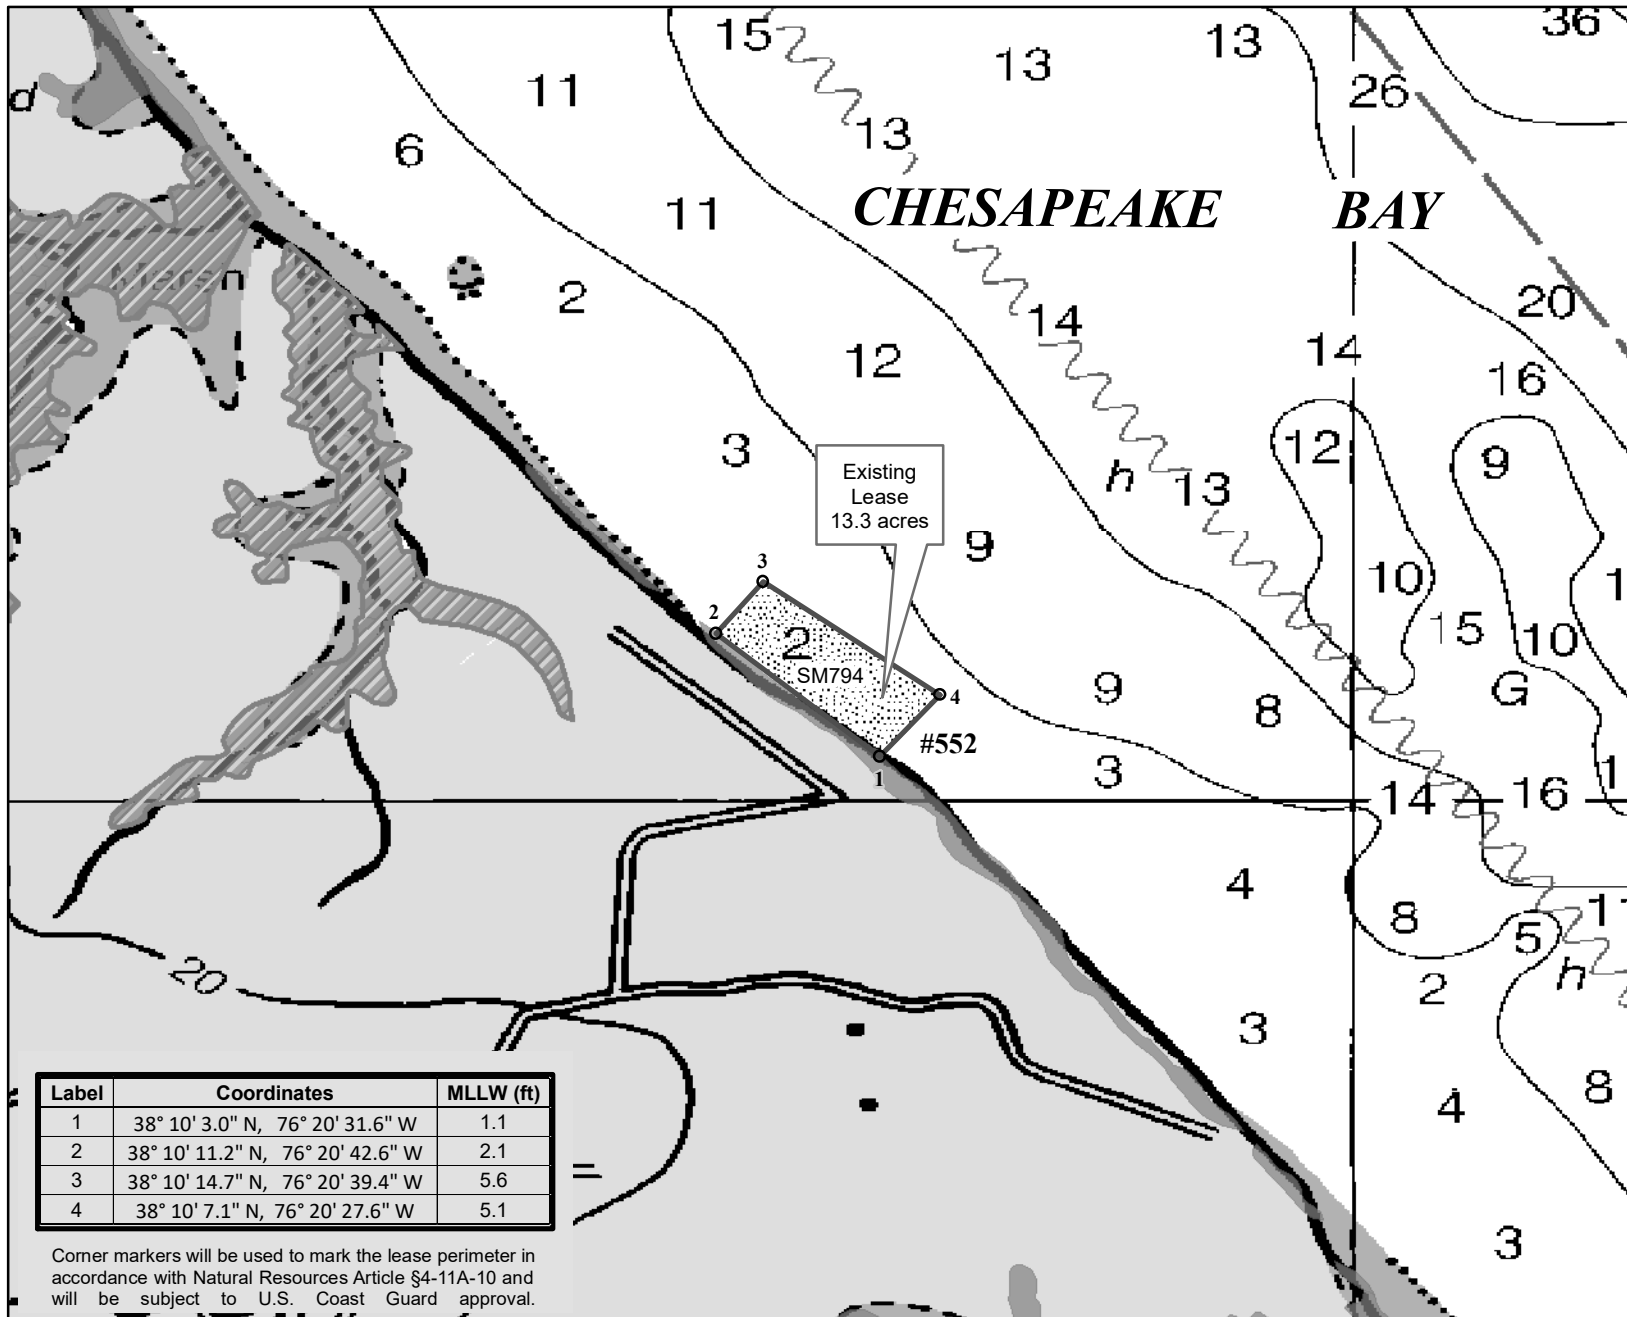 15
13
13
36
11
26
d
6
13
11
CHESAPEAKE BAY
Marsh
2
20
14
14
12
16
3
12
9
Existing
Lease
13.3 acres
h
13
9
3
10
1
2
2
15
10
SM794
4
9
G
8
#552
1
3
1
14
16
4
8
11
5
20
h
2
3
8
4
Label Coordinates MLLW (ft)
1 38° 10' 3.0" N, 76° 20' 31.6" W 1.1
2 38° 10' 11.2" N, 76° 20' 42.6" W 2.1
3 38° 10' 14.7" N, 76° 20' 39.4" W 5.6
4 38° 10' 7.1" N, 76° 20' 27.6" W 5.1
3
Corner markers will be used to mark the lease perimeter in
accordance with Natural Resources Article §4-11A-10 and
will be subject to U.S. Coast Guard approval.